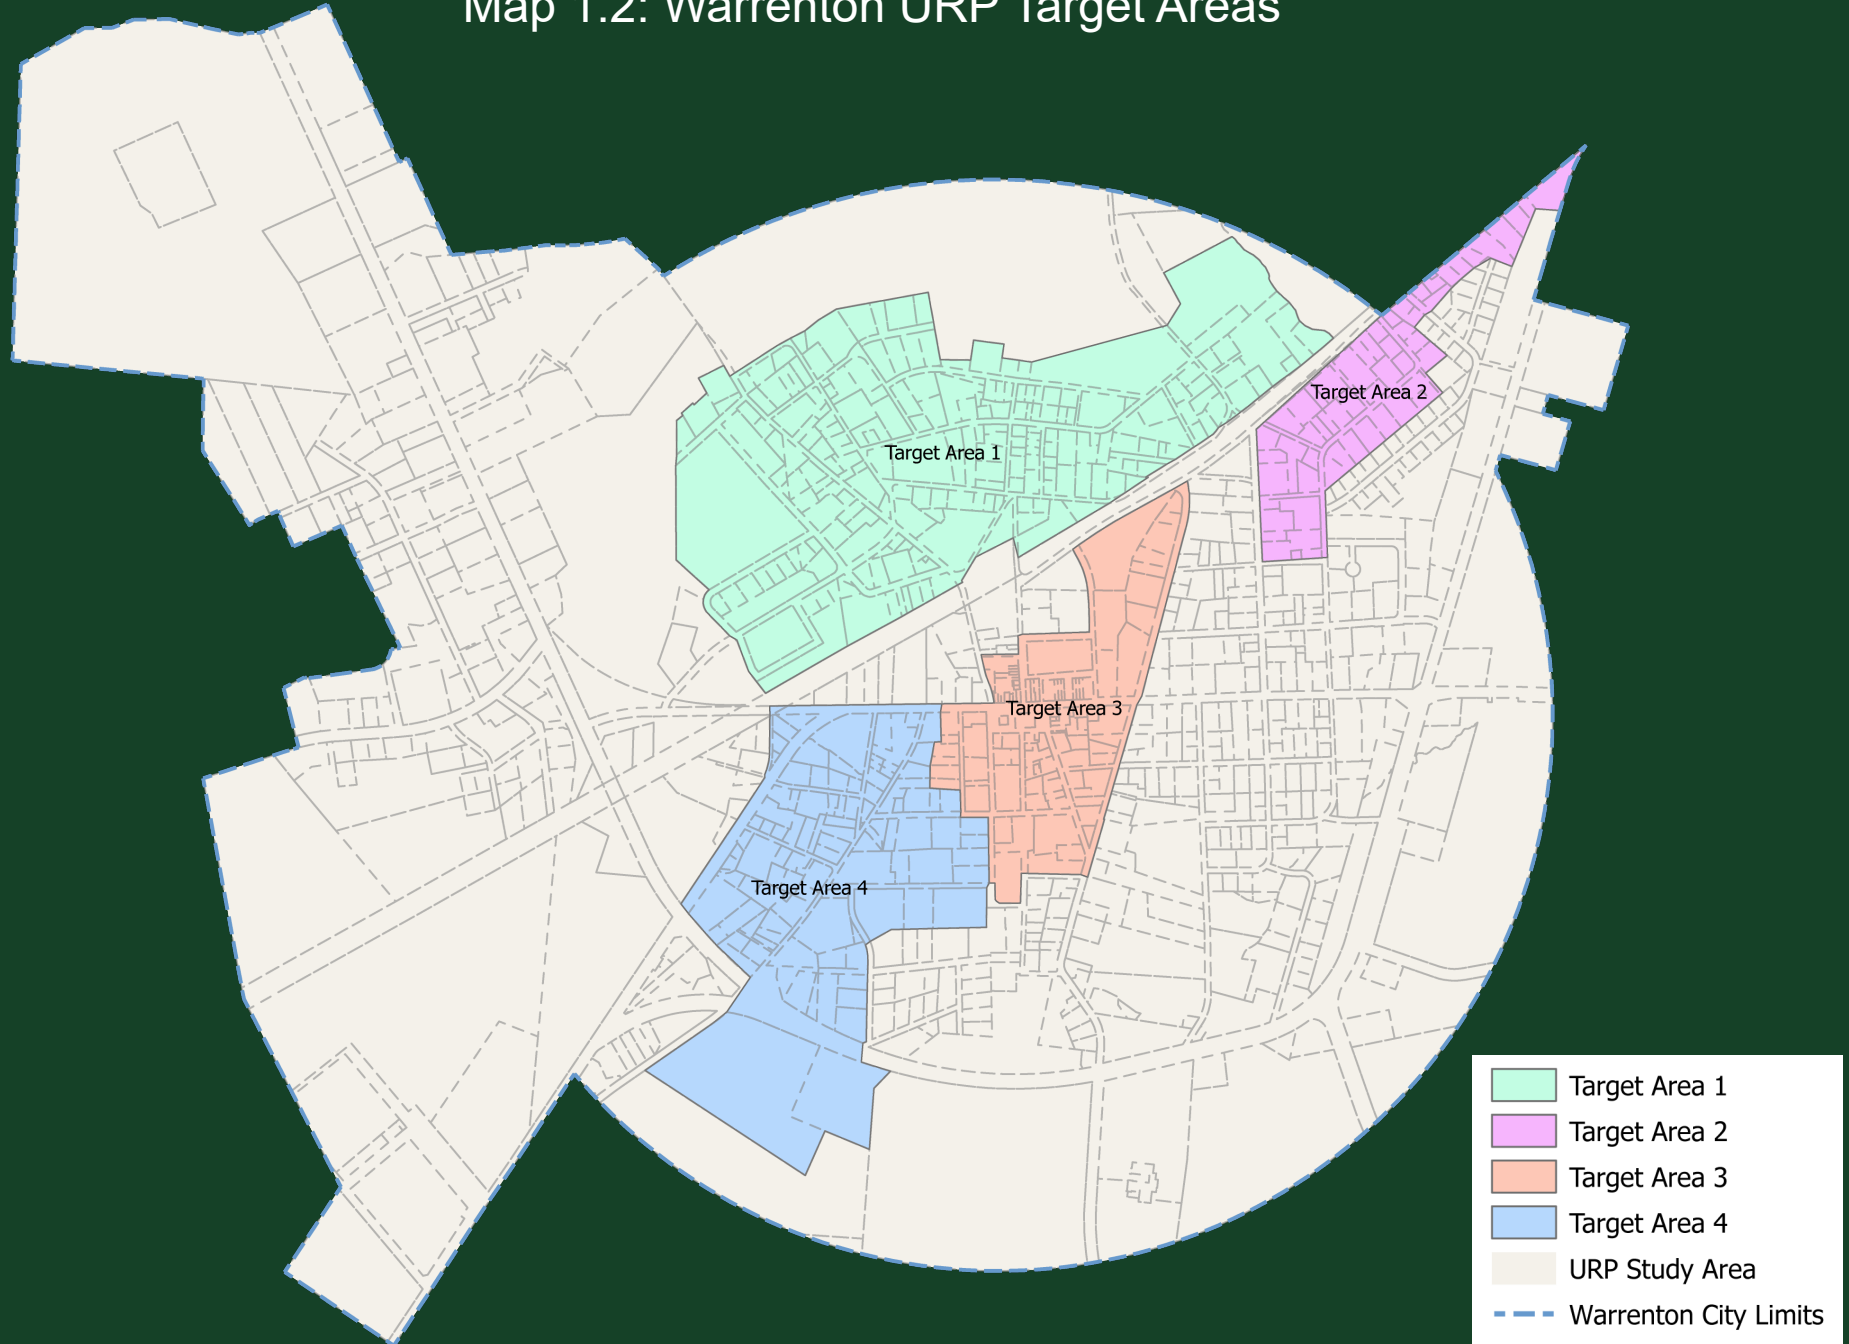 Map 1.2: Warrenton URP Target Areas
Target Area 2
Target Area 1
Target Area 3
Target Area 4
Target Area 1
Target Area 2
Target Area 3
Target Area 4
URP Study Area
Warrenton City Limits